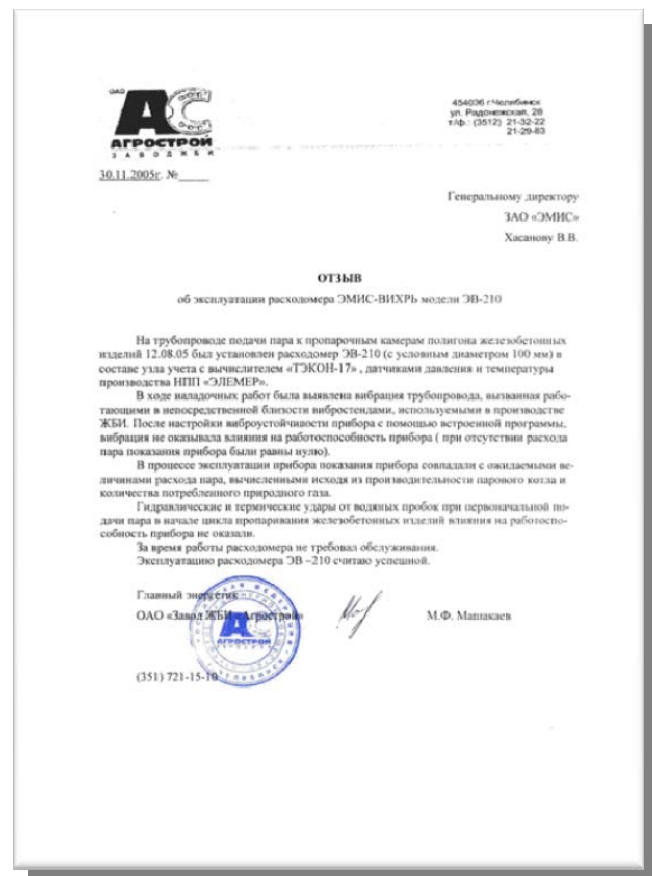 ОАО
АС
АГРОСТРОЙ
ЗАВОД ЖБИ
454036 г.Челябинск
ул. Радонежская, 28
т/ф.: (3512) 21-32-22
21-29-83
30.11.2005г. №_____
Генеральному директору
ЗАО «ЭМИС»
Хасанову В.В.
ОТЗЫВ
об эксплуатации расходомера ЭМИС-ВИХРЬ модели ЭВ-210
На трубопроводе подачи пара к пропарочным камерам полигона железобетонных
изделий 12.08.05 был установлен расходомер ЭВ-210 (с условным диаметром 100 мм) в
составе узла учета с вычислителем «ТЭКОН-17» , датчиками давления и температуры
производства НПП «ЭЛЕМЕР».
В ходе наладочных работ была выявлена вибрация трубопровода, вызванная рабо-
тающими в непосредственной близости вибростендами, используемыми в производстве
ЖБИ. После настройки виброустойчивости прибора с помощью встроенной программы,
вибрация не оказывала влияния на работоспособность прибора ( при отсутствии расхода
пара показания прибора были равны нулю).
В процессе эксплуатации прибора показания прибора совпадали с ожидаемыми ве-
личинами расхода пара, вычисленными исходя из производительности парового котла и
количества потребленного природного газа.
Гидравлические и термические удары от водяных пробок при первоначальной по-
дачи пара в начале цикла пропаривания железобетонных изделий влияния на работоспо-
собность прибора не оказали.
За время работы расходомера не требовал обслуживания.
Эксплуатацию расходомера ЭВ –210 считаю успешной.
Главный энергетик
ОАО «Завод ЖБИ «Агрострой»
М.Ф. Машакаев
АС
АГРОСТРОЙ
(351) 721-15-10